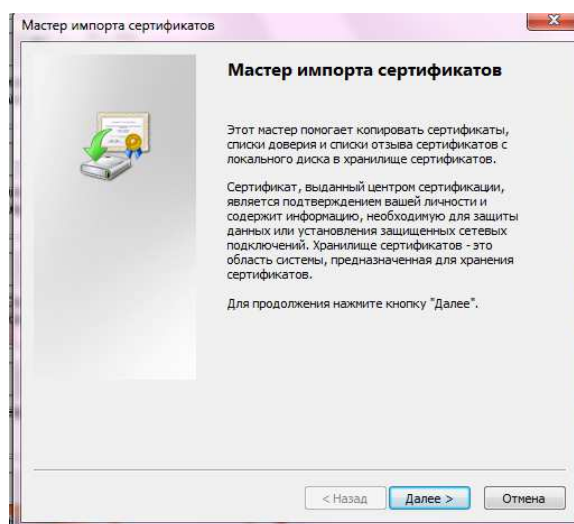 Мастер импорта сертификатов
Мастер импорта сертификатов
Этот мастер помогает копировать сертификаты,
списки доверия и списки отзыва сертификатов с
локального диска в хранилище сертификатов.
Сертификат, выданный центром сертификации,
является подтверждением вашей личности и
содержит информацию, необходимую для защиты
данных или установления защищенных сетевых
подключений. Хранилище сертификатов - это
область системы, предназначенная для хранения
сертификатов.
Для продолжения нажмите кнопку "Далее".
< Назад Далее > Отмена